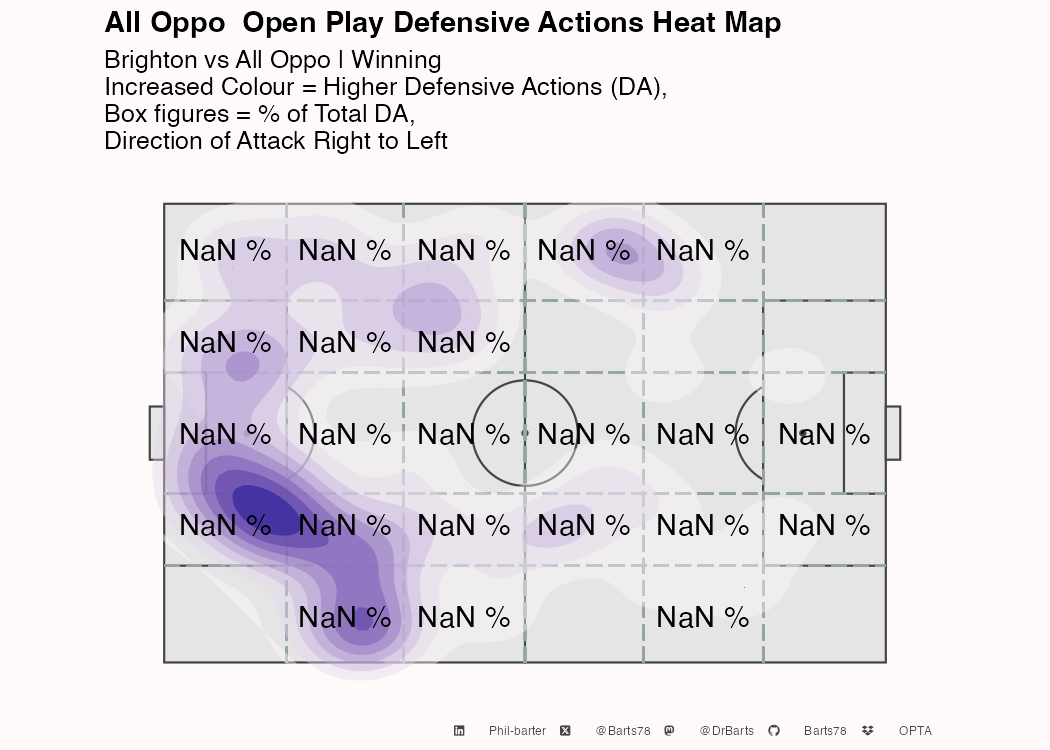 All Oppo  Open Play Defensive Actions Heat Map
Brighton vs All Oppo | Winning
Increased Colour = Higher Defensive Actions (DA),
Box figures = % of Total DA,
Direction of Attack Right to Left
NaN % NaN % NaN % NaN % NaN %
NaN % NaN % NaN %
NaN % NaN % NaN % NaN % NaN % NaN %
NaN % NaN % NaN % NaN % NaN % NaN %
NaN % NaN % NaN %
Phil-barter @Barts78 @DrBarts Barts78 OPTA